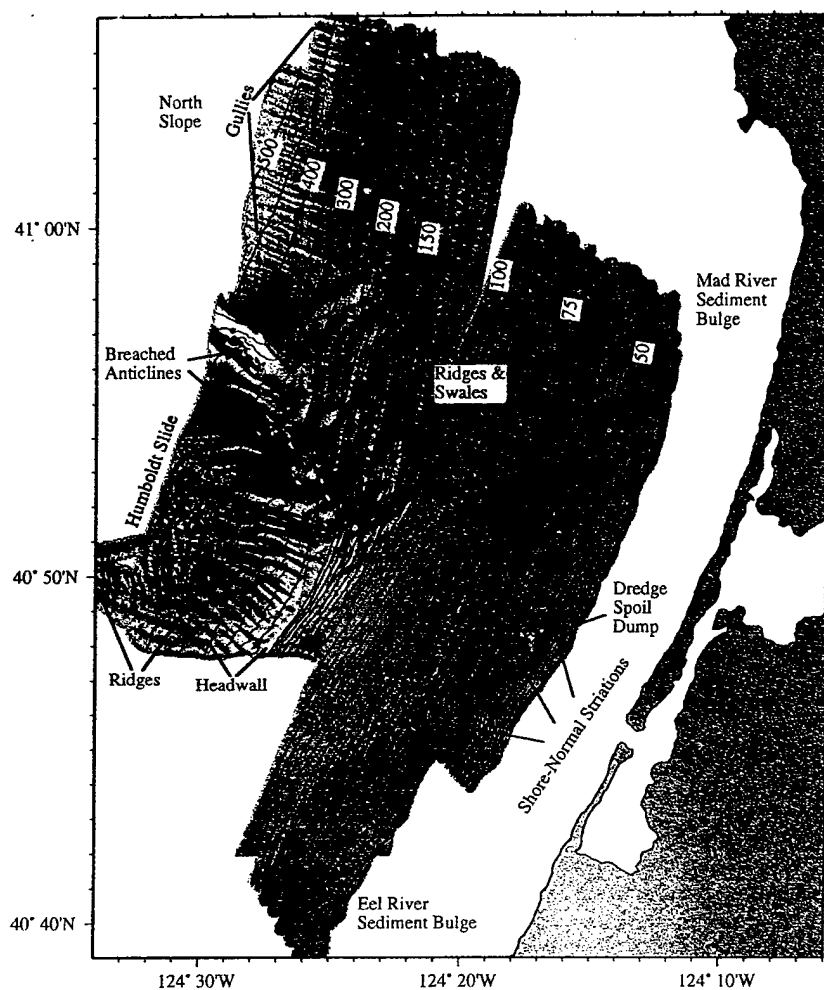 North
Slope
Gullies
500
400
300
200
150
100
75
50
41° 00'N
Mad River
Sediment
Bulge
Breached
Anticlines
Ridges &
Swales
Humboldt Slide
40° 50'N
Dredge
Spoil
Dump
Ridges
Headwall
Shore-Normal Striations
Eel River
Sediment Bulge
40° 40'N
124° 30'W
124° 20'W
124° 10'W